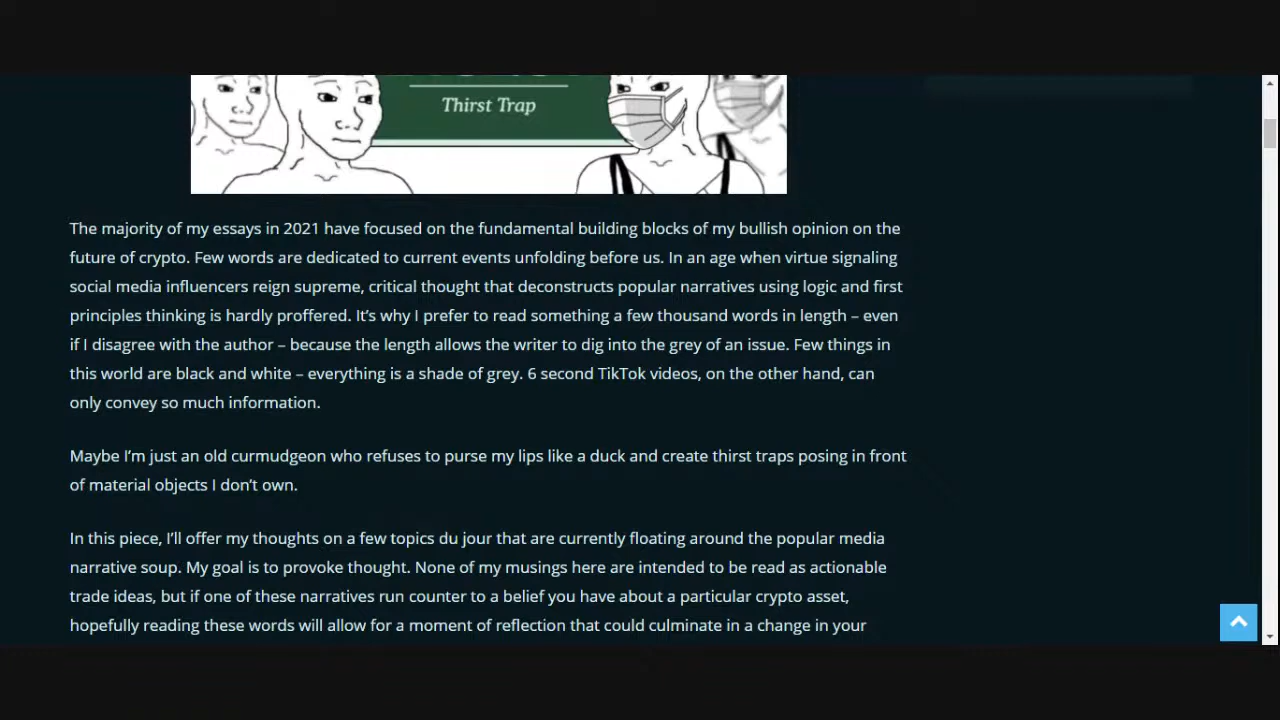 Thirst Trap
The majority of my essays in 2021 have focused on the fundamental building blocks of my bullish opinion on the
future of crypto. Few words are dedicated to current events unfolding before us. In an age when virtue signaling
social media influencers reign supreme, critical thought that deconstructs popular narratives using logic and first
principles thinking is hardly proffered. It’s why I prefer to read something a few thousand words in length – even
if I disagree with the author – because the length allows the writer to dig into the grey of an issue. Few things in
this world are black and white – everything is a shade of grey. 6 second TikTok videos, on the other hand, can
only convey so much information.
Maybe I’m just an old curmudgeon who refuses to purse my lips like a duck and create thirst traps posing in front
of material objects I don’t own.
In this piece, I’ll offer my thoughts on a few topics du jour that are currently floating around the popular media
narrative soup. My goal is to provoke thought. None of my musings here are intended to be read as actionable
trade ideas, but if one of these narratives run counter to a belief you have about a particular crypto asset,
hopefully reading these words will allow for a moment of reflection that could culminate in a change in your